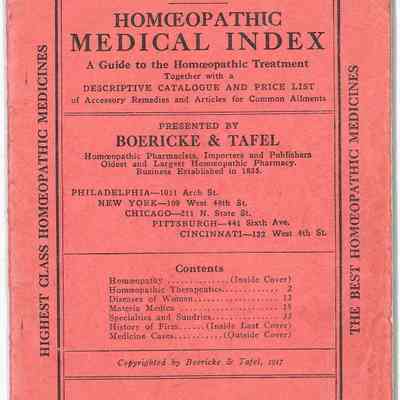 HOMŒOPATHIC
MEDICAL INDEX
A Guide to the Homœopathic Treatment
Together with a
DESCRIPTIVE CATALOGUE AND PRICE LIST
of Accessory Remedies and Articles for Common Ailments
PRESENTED BY
BOERICKE & TAFEL
Homœopathic Pharmacists, Importers and Publishers
Oldest and Largest Homœopathic Pharmacy.
Business Established in 1835.
PHILADELPHIA—1011 Arch St.
NEW YORK—109 West 48th St.
CHICAGO—211 N. State St.
PITTSBURGH—441 Sixth Ave.
CINCINNATI—122 West 4th St.
Contents
Homœopathy .............(Inside Cover)
Homœopathic Therapeutics............ 2
Diseases of Women................. 12
Materia Medica .................... 15
Specialties and Sundries............ 32
History of Firm......(Inside Last Cover)
Medicine Cases..........(Outside Cover)
Copyrighted by Boericke & Tafel, 1917
HIGHEST CLASS HOMŒOPATHIC MEDICINES
THE BEST HOMŒOPATHIC MEDICINES